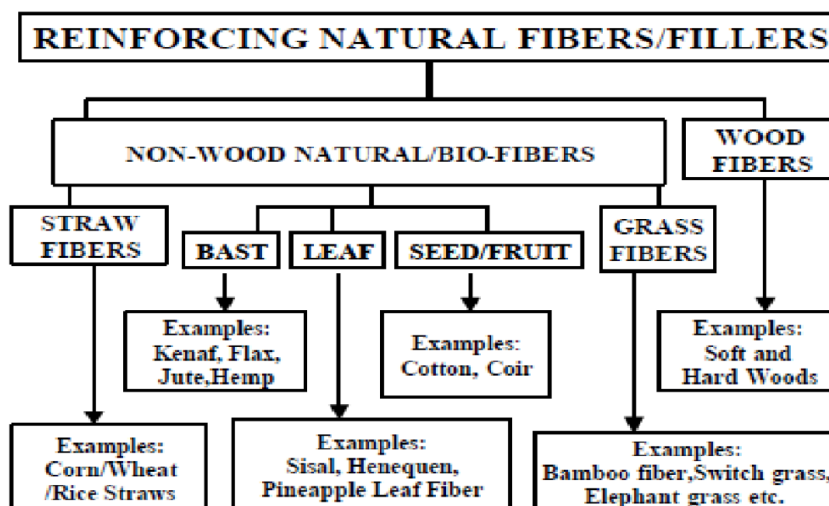 REINFORCING NATURAL FIBERS/FILLERS
NON-WOOD NATURAL/BIO-FIBERS
WOOD
FIBERS
STRAW
FIBERS
BAST
LEAF
SEED/FRUIT
GRASS
FIBERS
Examples:
Kenaf, Flax,
Jute,Hemp
Examples:
Cotton, Coir
Examples:
Soft and
Hard Woods
Examples:
Corn/Wheat
/Rice Straws
Examples:
Sisal, Henequen,
Pineapple Leaf Fiber
Examples:
Bamboo fiber,Switch grass,
Elephant grass etc.